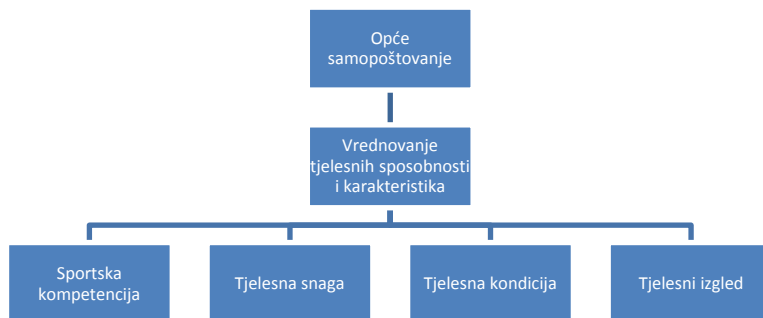 Opće
samopoštovanje
Vrednovanje
tjelesnih sposobnosti
i karakteristika
Sportska
kompetencija
Tjelesna snaga
Tjelesna kondicija
Tjelesni izgled